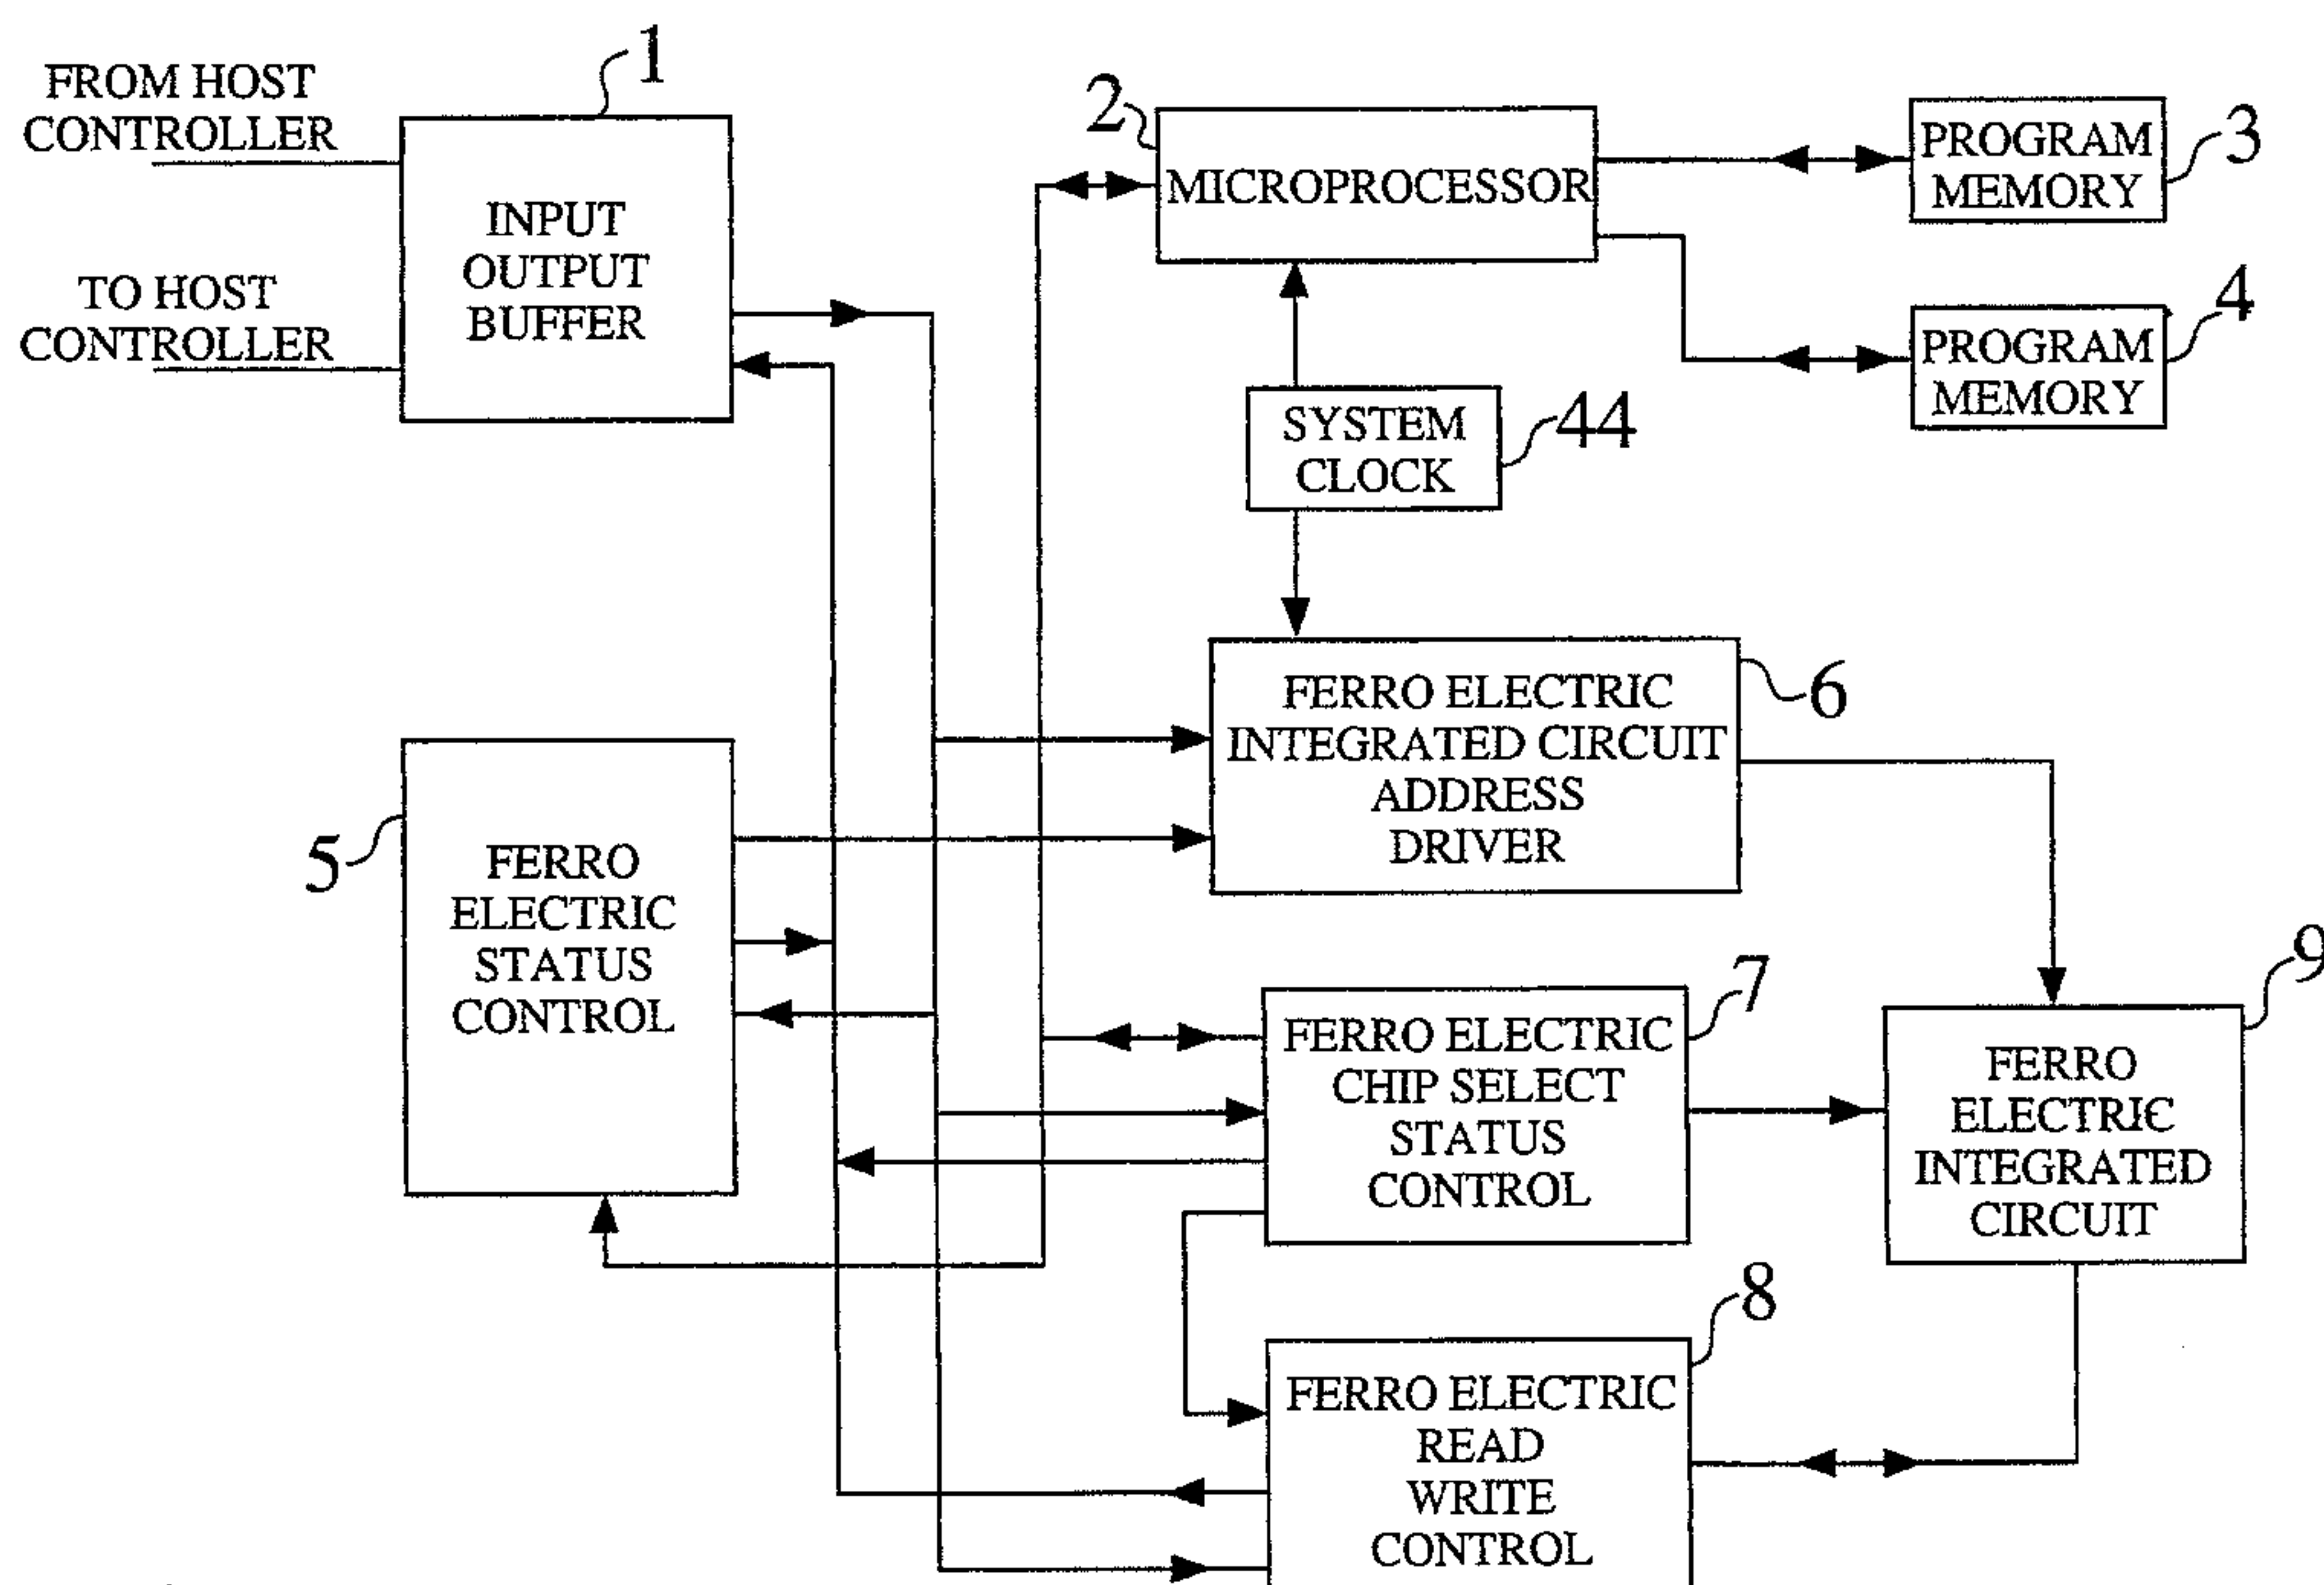 FROM HOST
CONTROLLER
TO HOST
CONTROLLER
1
INPUT
OUTPUT
BUFFER
2
MICROPROCESSOR
PROGRAM
MEMORY
3
PROGRAM
MEMORY
4
SYSTEM
CLOCK
44
5
FERRO
ELECTRIC
STATUS
CONTROL
FERRO ELECTRIC
INTEGRATED CIRCUIT
ADDRESS
DRIVER
6
FERRO ELECTRIC
CHIP SELECT
STATUS
CONTROL
7
FERRO ELECTRIC
READ
WRITE
CONTROL
8
FERRO
ELECTRIC
INTEGRATED
CIRCUIT
9